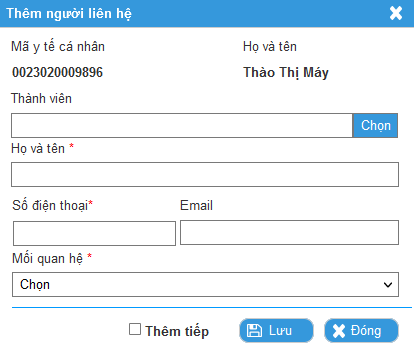 Thêm người liên hệ
Mã y tế cá nhân Họ và tên
0023020009896 Thào Thị Máy
Thành viên
Chọn
Họ và tên *
Số điện thoại* Email
Mối quan hệ *
Chọn
Thêm tiếp Lưu Đóng